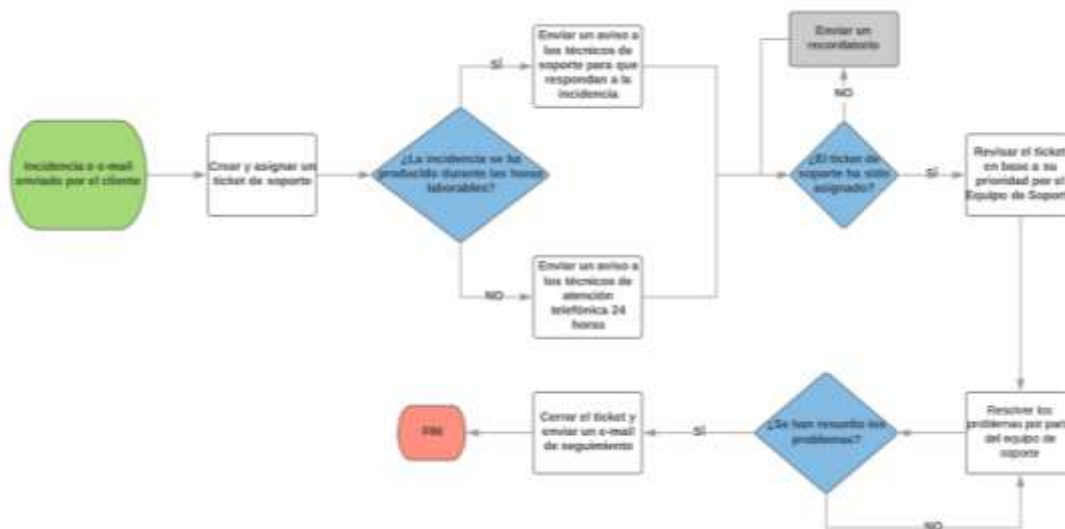 Incidencia o e-mail
enviado por el cliente
Crear y asignar un
ticket de soporte
¿La incidencia se ha
producido durante las horas
laborables?
SÍ
Enviar un aviso a
los técnicos de
soporte para que
respondan a la
incidencia
NO
Enviar un aviso a
los técnicos de
atención
telefónica 24
horas
Enviar un
recordatorio
NO
¿El ticket de
soporte ha sido
asignado?
SÍ
Revisar el ticket
en base a su
prioridad por el
Equipo de Soport
Resolver los
problemas por part
del equipo de
soporte
¿Se han resuelto los
problemas?
NO
SÍ
Cerrar el ticket y
enviar un e-mail
de seguimiento
FIN